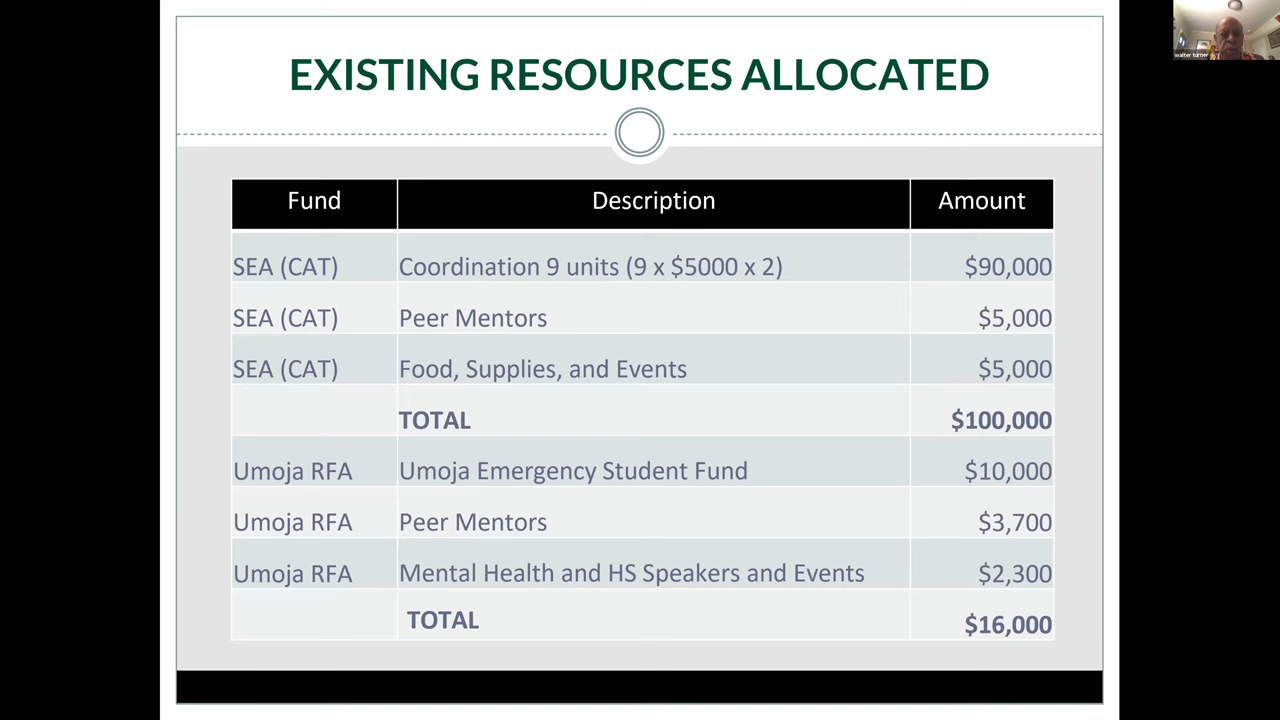 EXISTING RESOURCES ALLOCATED
walter turner
Fund Description Amount
SEA (CAT) Coordination 9 units (9 x $5000 x 2) $90,000
SEA (CAT) Peer Mentors $5,000
SEA (CAT) Food, Supplies, and Events $5,000
TOTAL $100,000
Umoja RFA Umoja Emergency Student Fund $10,000
Umoja RFA Peer Mentors $3,700
Umoja RFA Mental Health and HS Speakers and Events $2,300
TOTAL $16,000